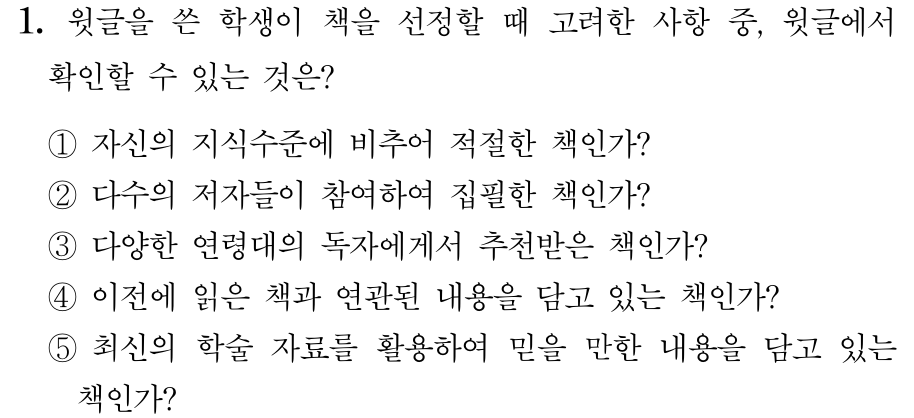 1. 윗글을 쓴 학생이 책을 선정할 때 고려한 사항 중, 윗글에서
확인할 수 있는 것은?
① 자신의 지식수준에 비추어 적절한 책인가?
② 다수의 저자들이 참여하여 집필한 책인가?
③ 다양한 연령대의 독자에게서 추천받은 책인가?
④ 이전에 읽은 책과 연관된 내용을 담고 있는 책인가?
⑤ 최신의 학술 자료를 활용하여 믿을 만한 내용을 담고 있는
책인가?